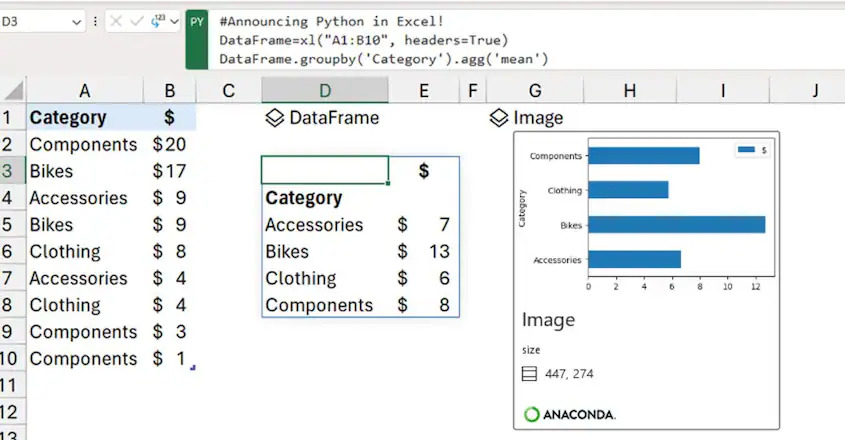 D3
123
PY
#Announcing Python in Excel!
DataFrame=xl("A1:B10", headers=True)
DataFrame.groupby('Category').agg('mean')
A B C D E F G H I J
1 Category $ DataFrame Image
2 Components $20
3 Bikes $17 $
4 Accessories $ 9 Category
5 Bikes $ 9 Accessories $ 7
6 Clothing $ 8 Bikes $ 13
7 Accessories $ 4 Clothing $ 6
8 Clothing $ 4 Components $ 8
9 Components $ 3
10 Components $ 1
11
12
13
$
Components
Clothing
Bikes
Accessories
Category
0 2 4 6 8 10 12
Image
size
447, 274
ANACONDA.